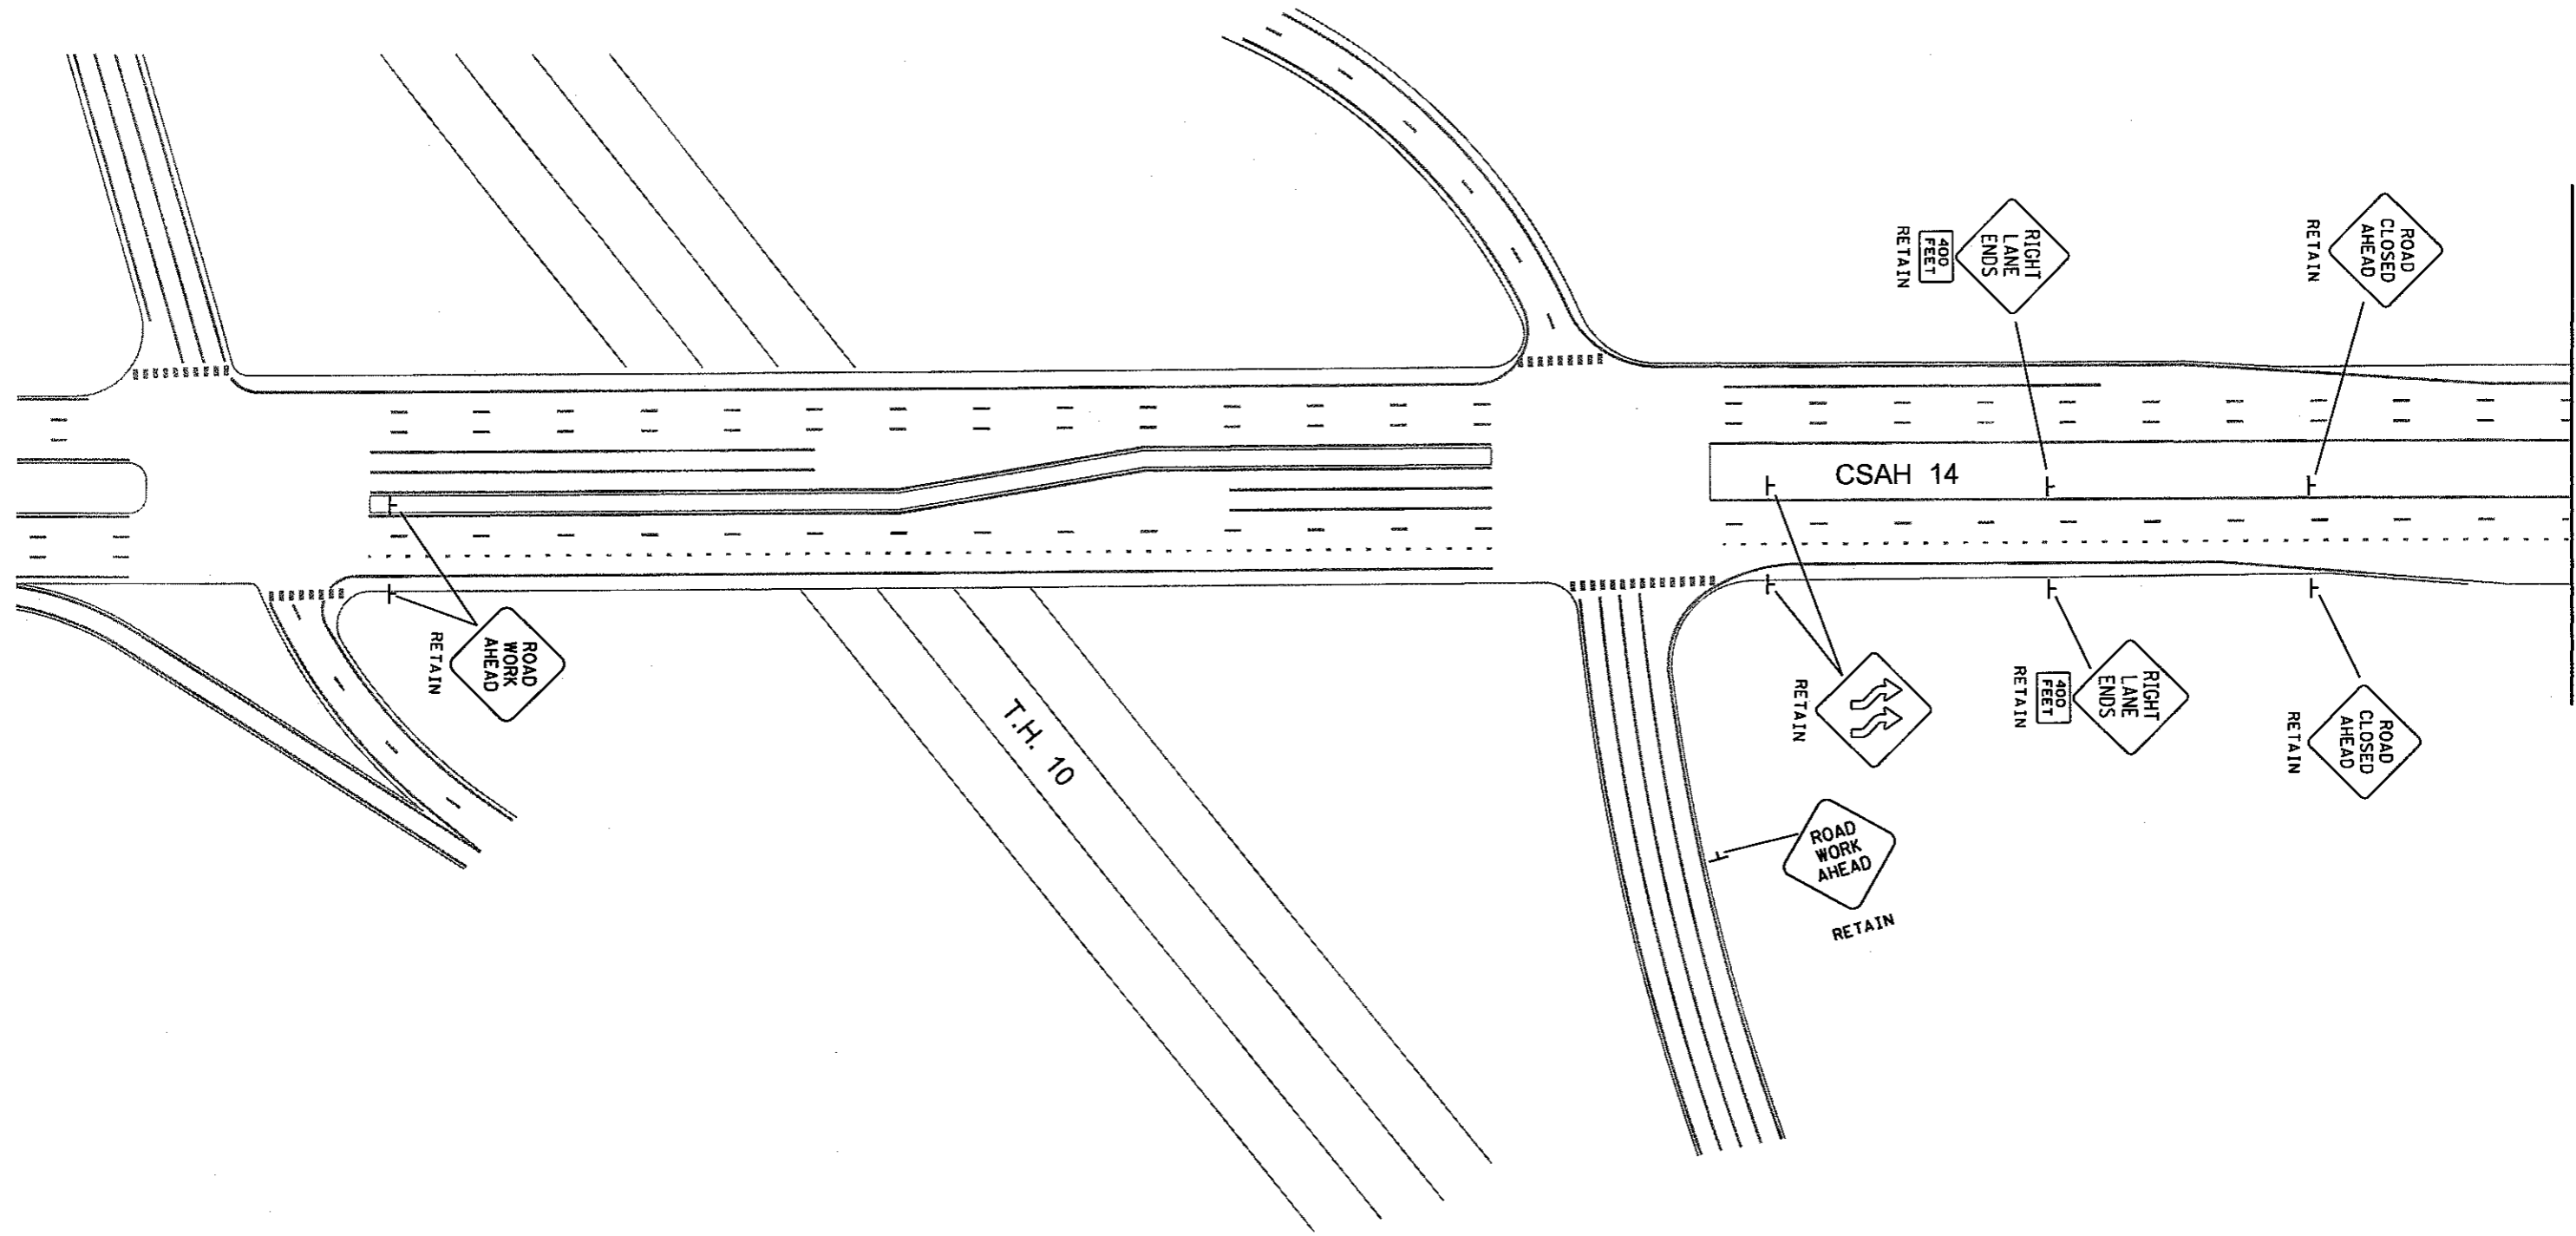 ROAD
CLOSED
AHEAD
RETAIN
RIGHT
LANE
ENDS
400
FEET
RETAIN
CSAH 14
ROAD
WORK
AHEAD
RETAIN
T.H. 10
RETAIN
RIGHT
LANE
ENDS
400
FEET
RETAIN
ROAD
CLOSED
AHEAD
RETAIN
ROAD
WORK
AHEAD
RETAIN